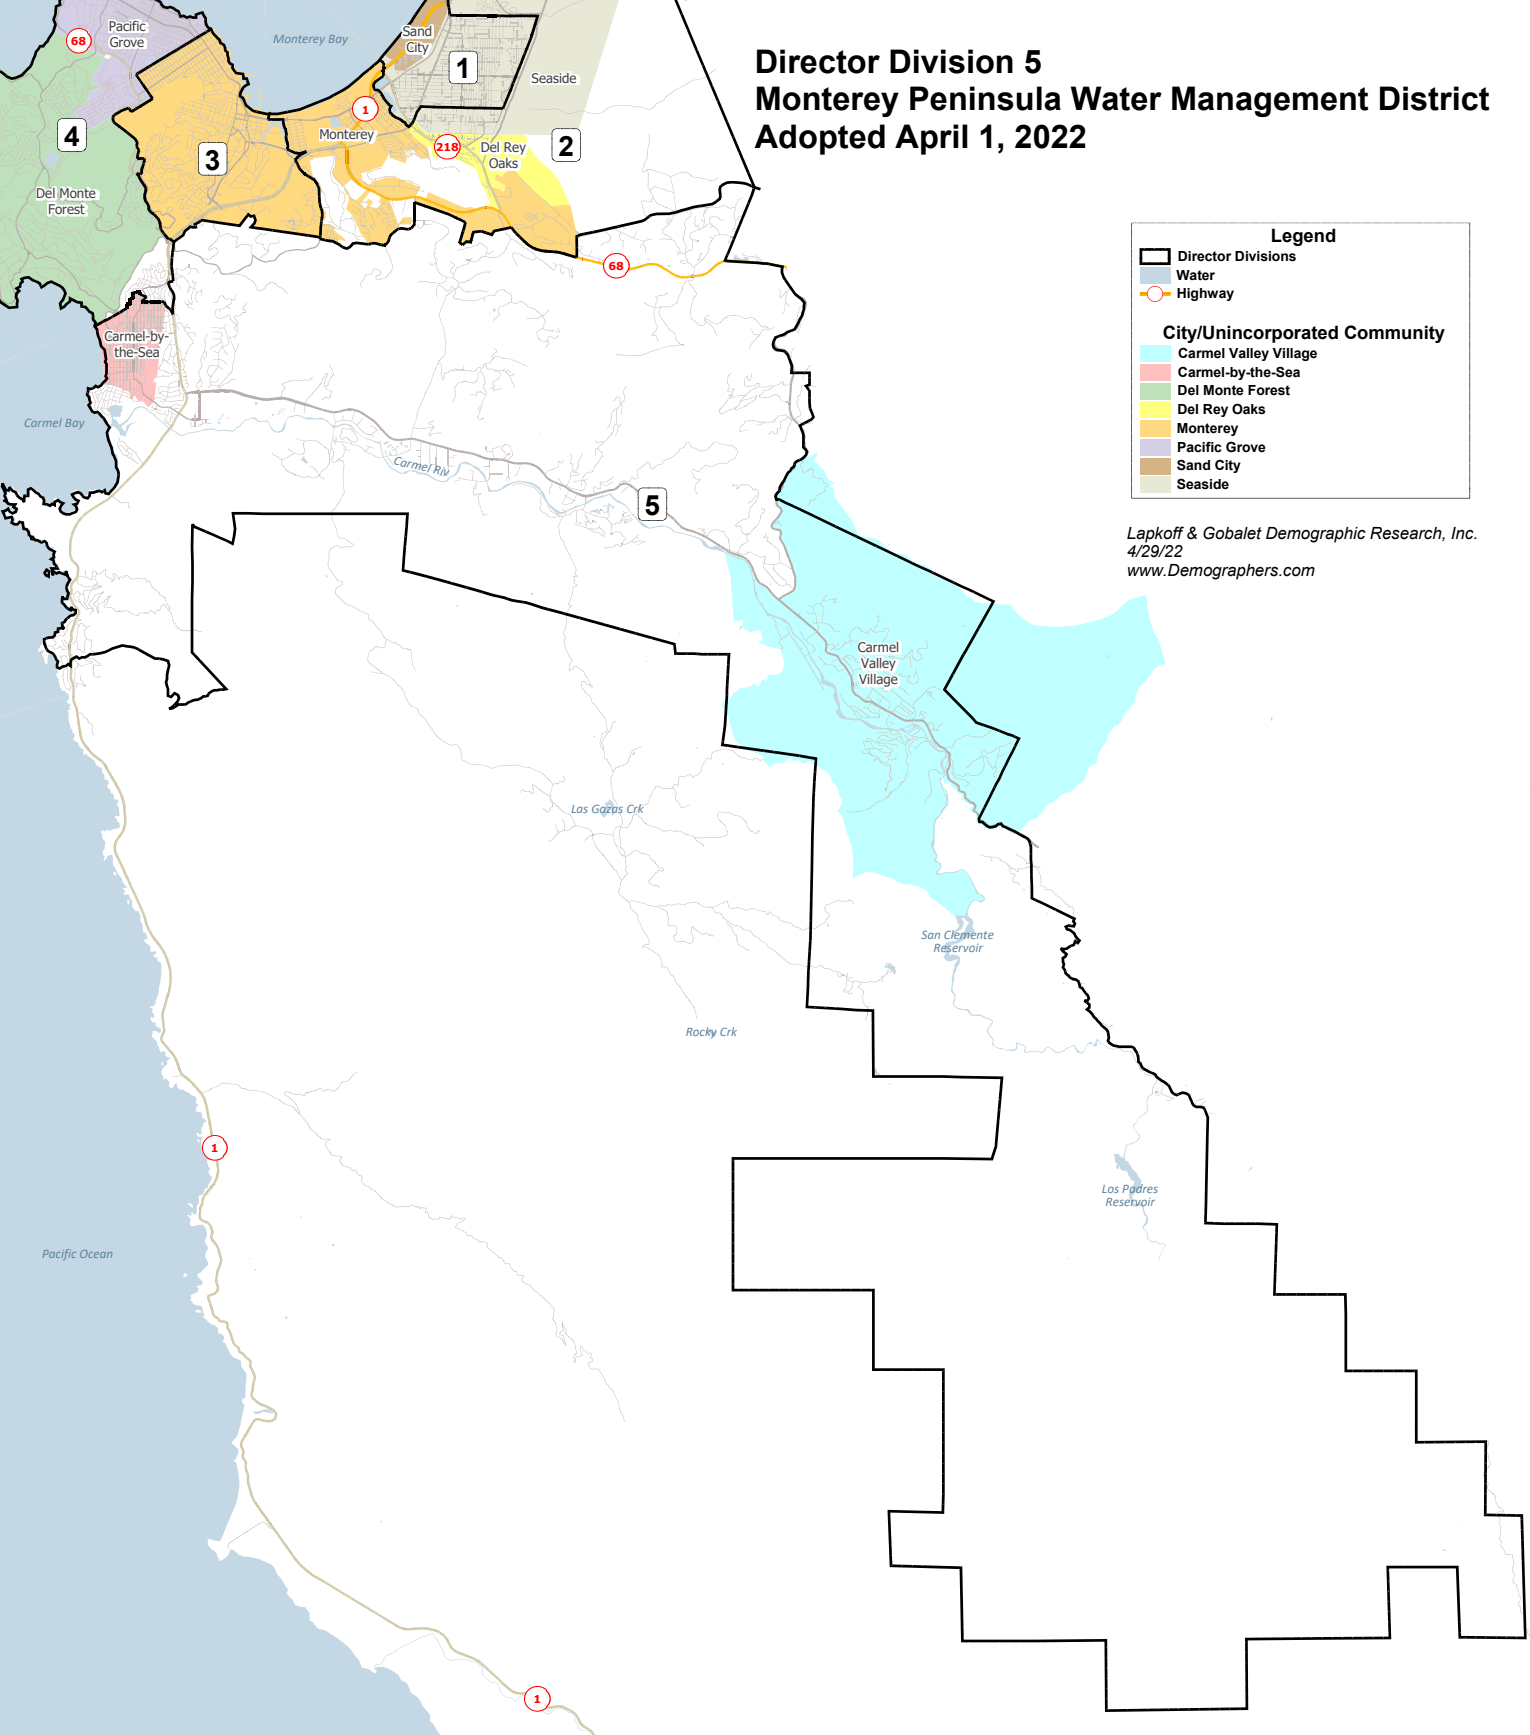 Director Division 5
Monterey Peninsula Water Management District
Adopted April 1, 2022
Pacific
Grove
68
Monterey Bay
Sand
City
1
Seaside
1
Monterey
4
3
218
Del Rey
Oaks
2
Del Monte
Forest
68
Legend
Director Divisions
Water
Highway
City/Unincorporated Community
Carmel Valley Village
Carmel-by-the-Sea
Del Monte Forest
Del Rey Oaks
Monterey
Pacific Grove
Sand City
Seaside
Lapkoff & Gobalet Demographic Research, Inc.
4/29/22
www.Demographers.com
Carmel-by-
the-Sea
Carmel Bay
Carmel Riv
5
Carmel
Valley
Village
Las Gazas Crk
San Clemente
Reservoir
Rocky Crk
1
Los Padres
Reservoir
Pacific Ocean
1